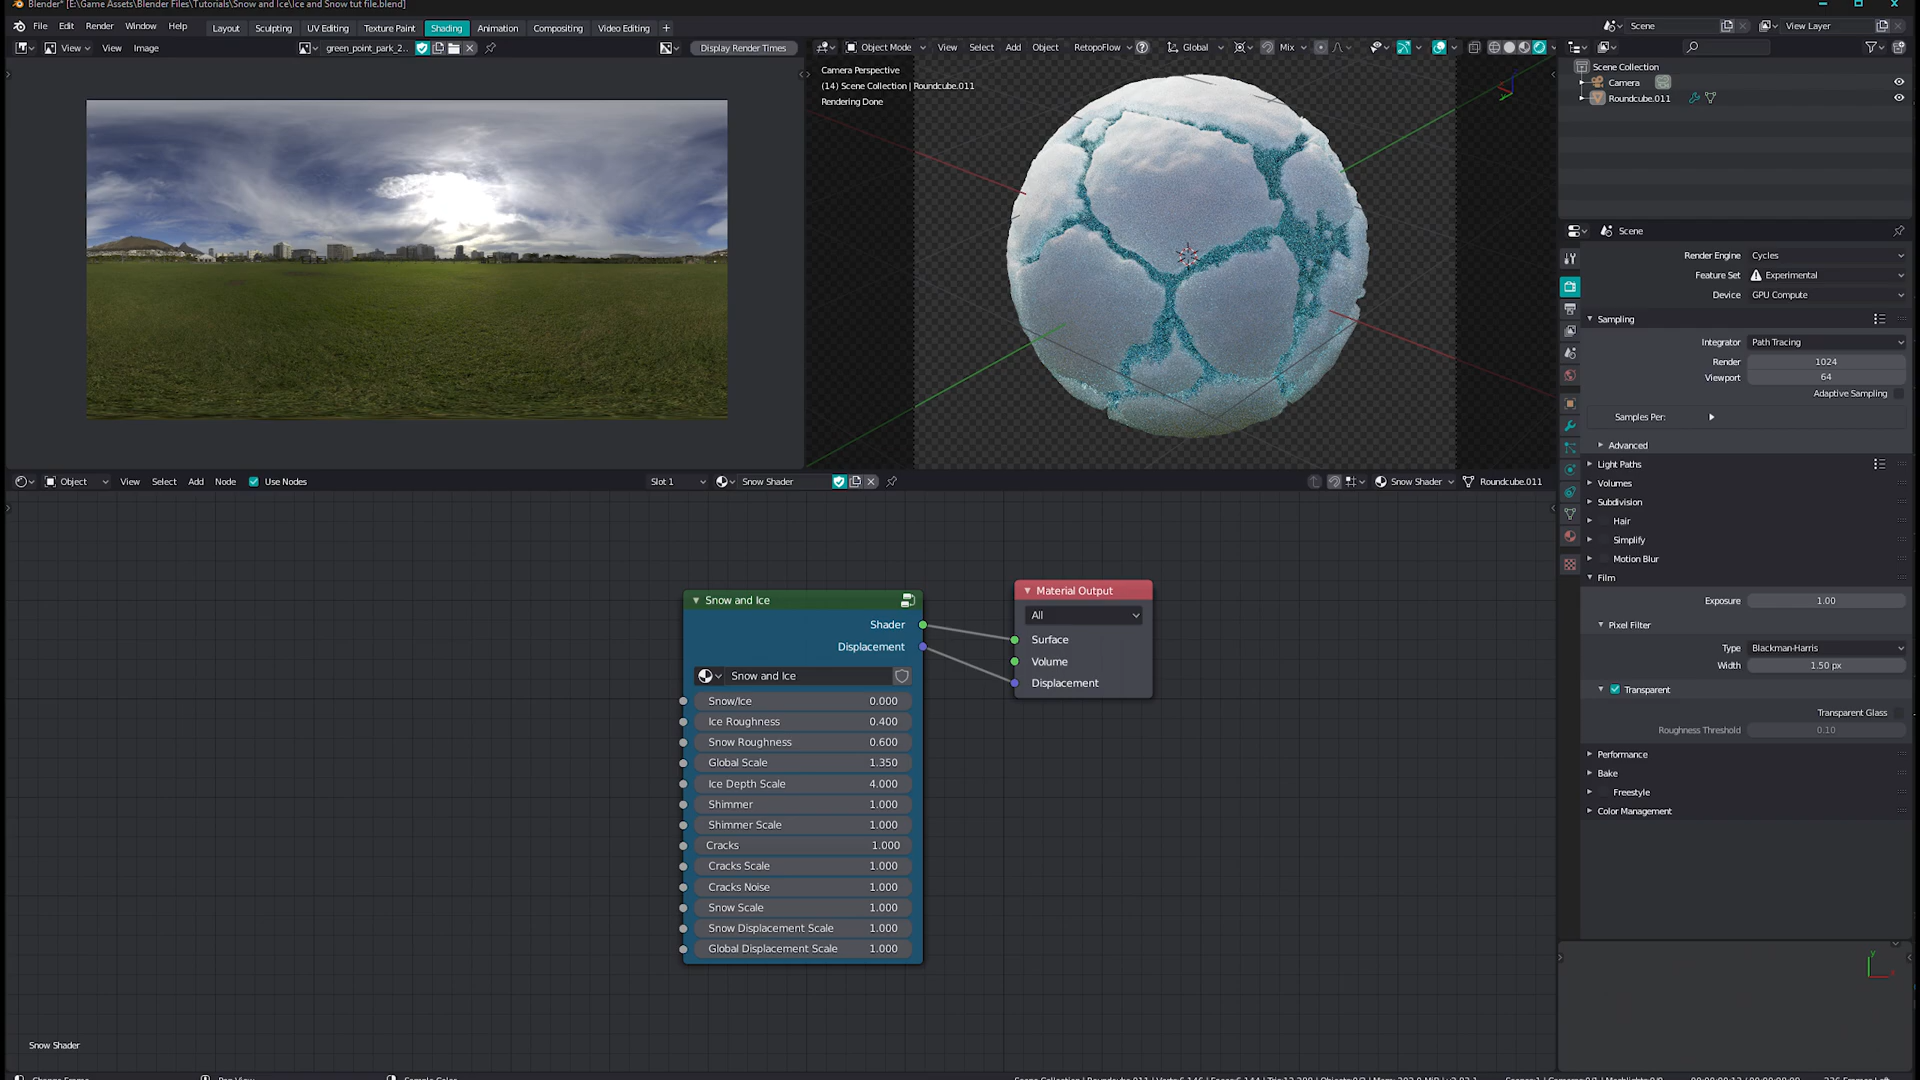 Blender* [E:\Game Assets\Blender Files\Tutorials\Snow and Ice\Ice and Snow tut file.blend]
File Edit Render Window Help Layout Sculpting UV Editing Texture Paint Shading Animation Compositing Video Editing + Scene View Layer
View View Image green_point_park_2.. Display Render Times
Object Mode View Select Add Object RetopoFlow Global Mix
Camera Perspective
(14) Scene Collection | Roundcube.011
Rendering Done
Scene Collection
Camera
Roundcube.011
Scene
Render Engine Cycles
Feature Set Experimental
Device GPU Compute
Sampling
Integrator Path Tracing
Render 1024
Viewport 64
Adaptive Sampling
Samples Per:
Advanced
Light Paths
Volumes
Subdivision
Hair
Simplify
Motion Blur
Film
Exposure 1.00
Pixel Filter
Type Blackman-Harris
Width 1.50 px
Transparent
Transparent Glass
Roughness Threshold 0.10
Performance
Bake
Freestyle
Color Management
Object View Select Add Node Use Nodes Slot 1 Snow Shader Snow Shader Roundcube.011
Snow and Ice
Shader
Displacement
Snow and Ice
Snow/Ice 0.000
Ice Roughness 0.400
Snow Roughness 0.600
Global Scale 1.350
Ice Depth Scale 4.000
Shimmer 1.000
Shimmer Scale 1.000
Cracks 1.000
Cracks Scale 1.000
Cracks Noise 1.000
Snow Scale 1.000
Snow Displacement Scale 1.000
Global Displacement Scale 1.000
Material Output
All
Surface
Volume
Displacement
Snow Shader